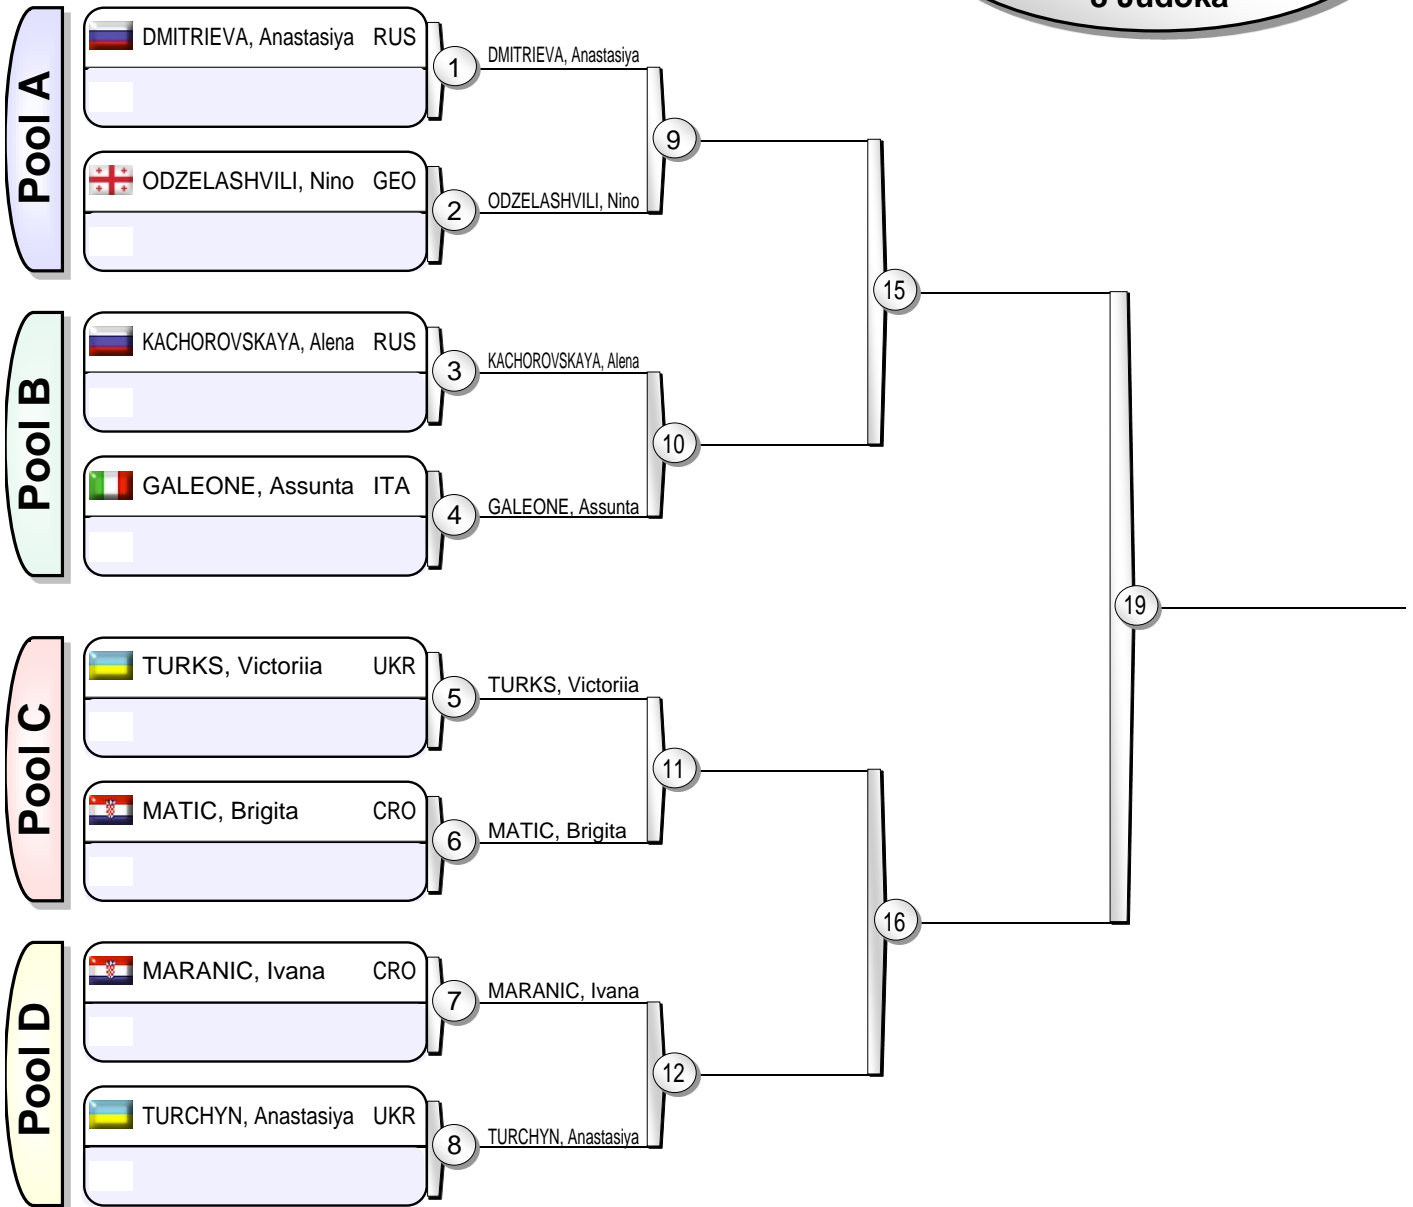 8 Judoka
Pool A
DMITRIEVA, Anastasiya RUS
1
DMITRIEVA, Anastasiya
9
ODZELASHVILI, Nino GEO
2
ODZELASHVILI, Nino
15
Pool B
KACHOROVSKAYA, Alena RUS
3
KACHOROVSKAYA, Alena
10
GALEONE, Assunta ITA
4
GALEONE, Assunta
19
Pool C
TURKS, Victoriia UKR
5
TURKS, Victoriia
11
MATIC, Brigita CRO
6
MATIC, Brigita
16
Pool D
MARANIC, Ivana CRO
7
MARANIC, Ivana
12
TURCHYN, Anastasiya UKR
8
TURCHYN, Anastasiya